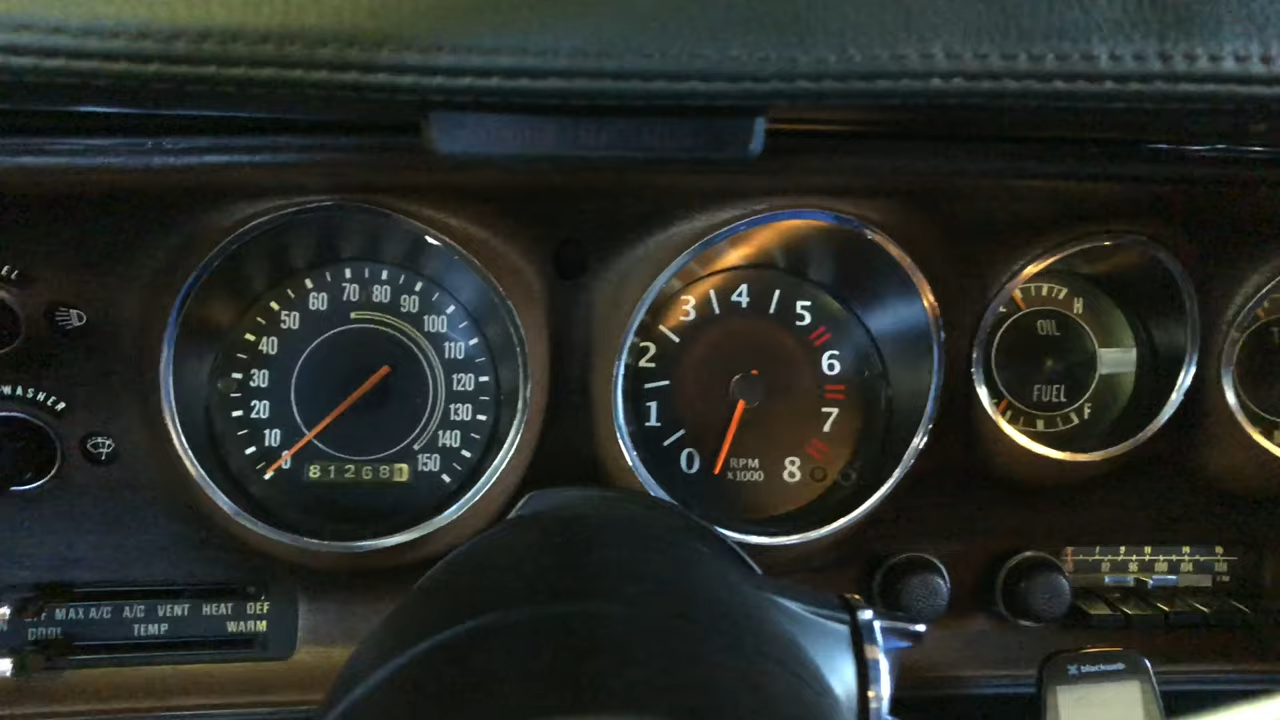 WASHER
0
10
20
30
40
50
60
70
80
90
100
110
120
130
140
150
81268
0
1
2
3
4
5
6
7
8
RPM
X1000
H
OIL
FUEL
F
MAX A/C A/C VENT HEAT DEF
COOL TEMP WARM
blackweb